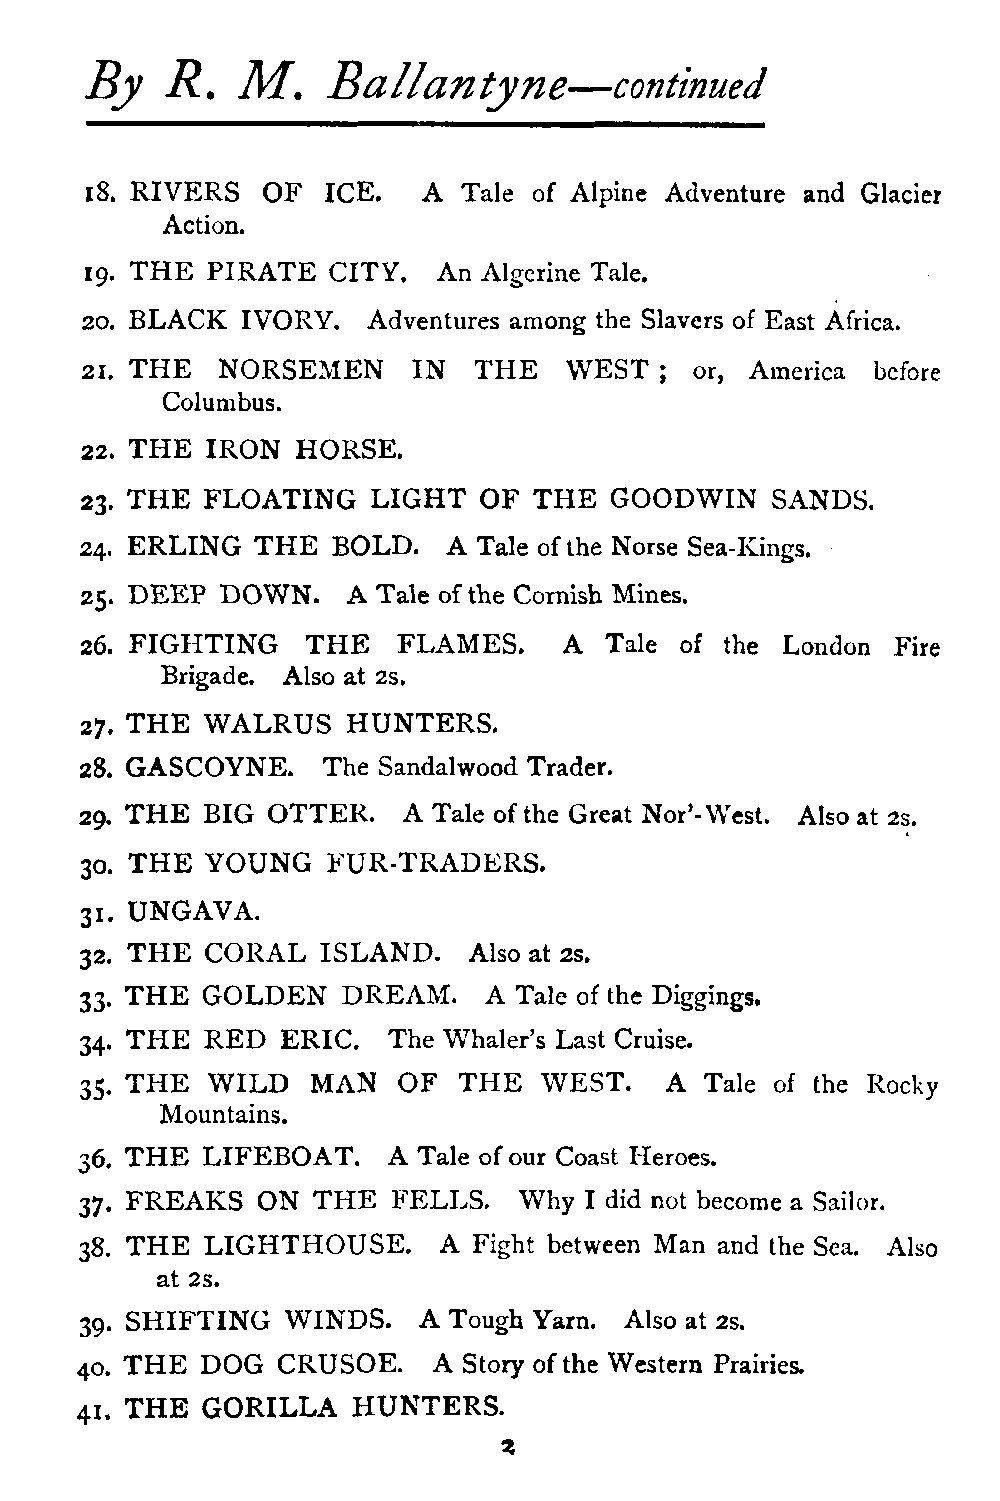 By R. M. Ballantyne—continued
18. RIVERS OF ICE. A Tale of Alpine Adventure and Glacier
Action.
19. THE PIRATE CITY. An Algerine Tale.
20. BLACK IVORY. Adventures among the Slavers of East Africa.
21. THE NORSEMEN IN THE WEST; or, America before
Columbus.
22. THE IRON HORSE.
23. THE FLOATING LIGHT OF THE GOODWIN SANDS.
24. ERLING THE BOLD. A Tale of the Norse Sea-Kings.
25. DEEP DOWN. A Tale of the Cornish Mines.
26. FIGHTING THE FLAMES. A Tale of the London Fire
Brigade. Also at 2s.
27. THE WALRUS HUNTERS.
28. GASCOYNE. The Sandalwood Trader.
29. THE BIG OTTER. A Tale of the Great Nor'-West. Also at 2s.
30. THE YOUNG FUR-TRADERS.
31. UNGAVA.
32. THE CORAL ISLAND. Also at 2s.
33. THE GOLDEN DREAM. A Tale of the Diggings.
34. THE RED ERIC. The Whaler's Last Cruise.
35. THE WILD MAN OF THE WEST. A Tale of the Rocky
Mountains.
36. THE LIFEBOAT. A Tale of our Coast Heroes.
37. FREAKS ON THE FELLS. Why I did not become a Sailor.
38. THE LIGHTHOUSE. A Fight between Man and the Sea. Also
at 2s.
39. SHIFTING WINDS. A Tough Yarn. Also at 2s.
40. THE DOG CRUSOE. A Story of the Western Prairies.
41. THE GORILLA HUNTERS.
2